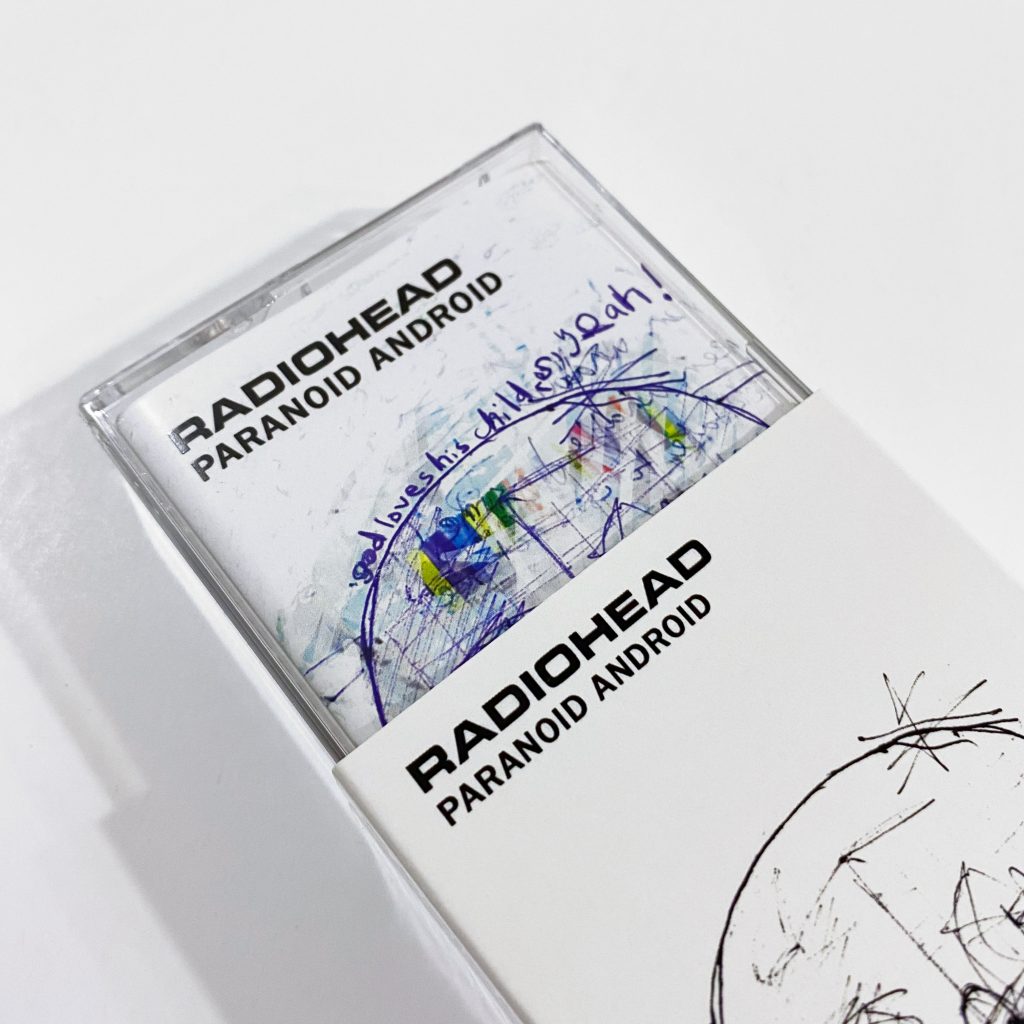 RADIOHEAD
PARANOID ANDROID
'god loves his children, yeah!
RADIOHEAD
PARANOID ANDROID